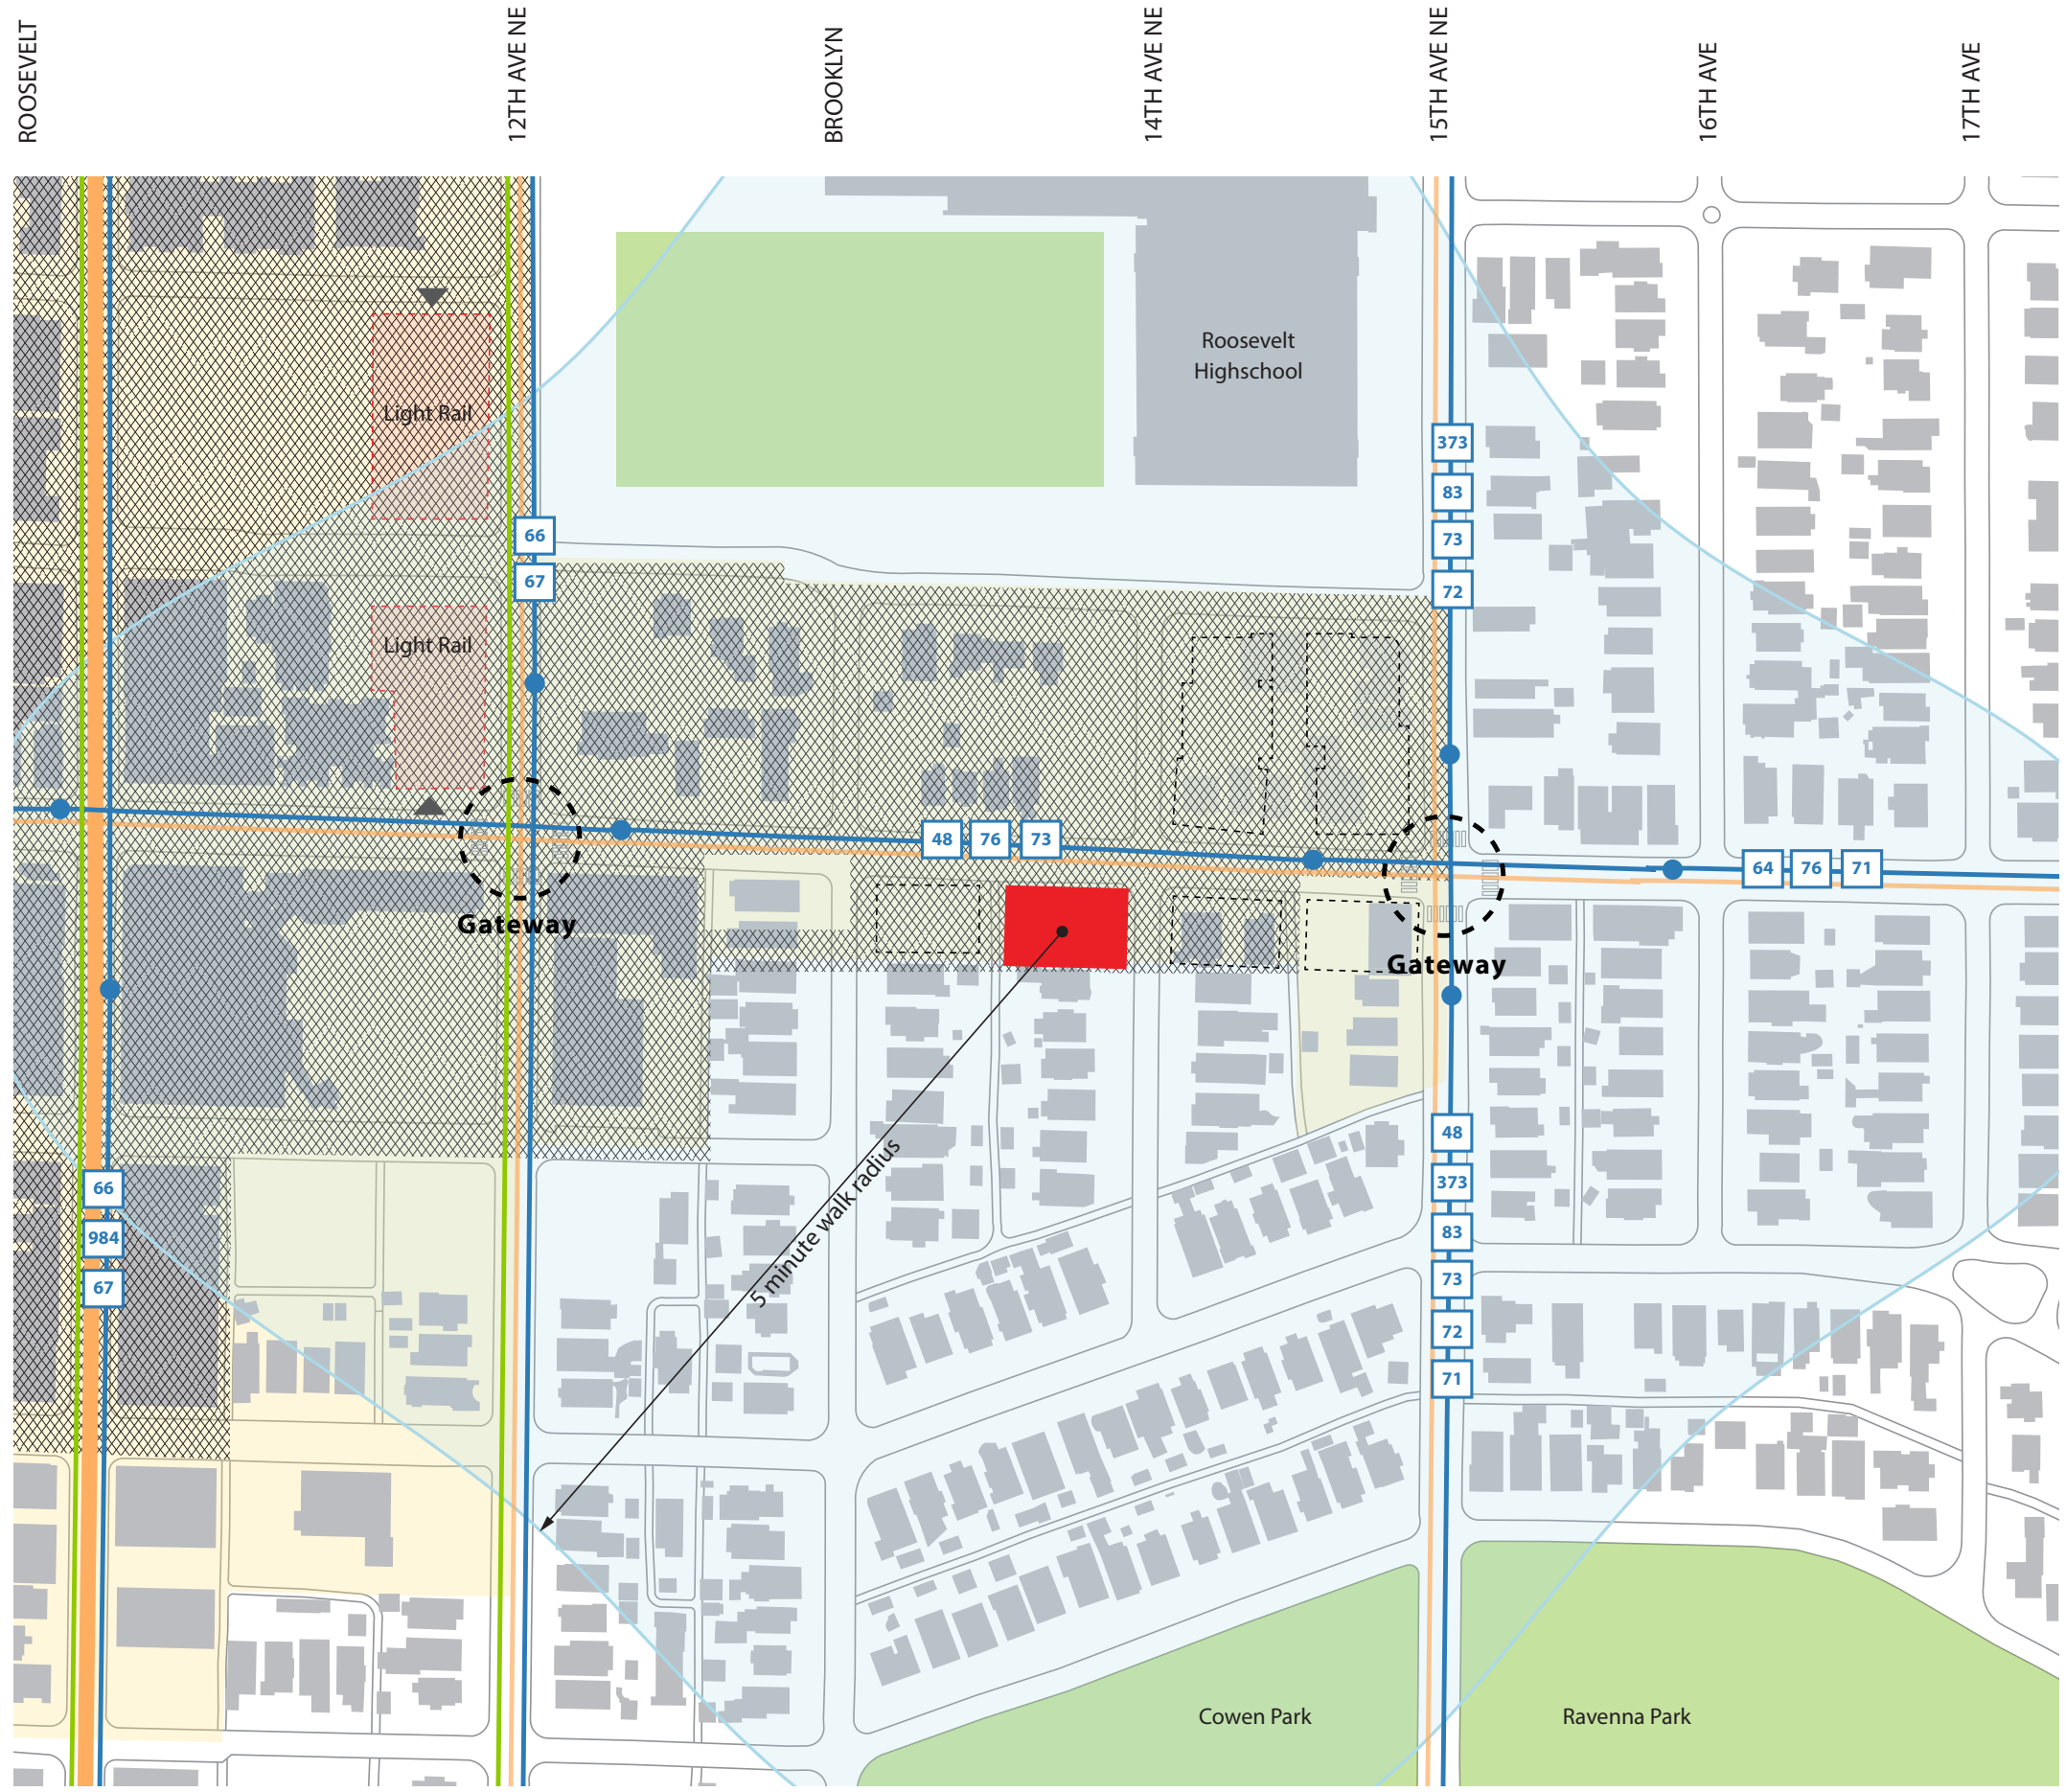 ROOSEVELT
12TH AVE NE
BROOKLYN
14TH AVE NE
15TH AVE NE
16TH AVE
17TH AVE
Roosevelt
Highschool
Light Rail
373
83
73
72
66
67
Light Rail
48 76 73
64 76 71
Gateway
Gateway
48
373
83
73
72
71
66
984
67
5 minute walk radius
Cowen Park
Ravenna Park